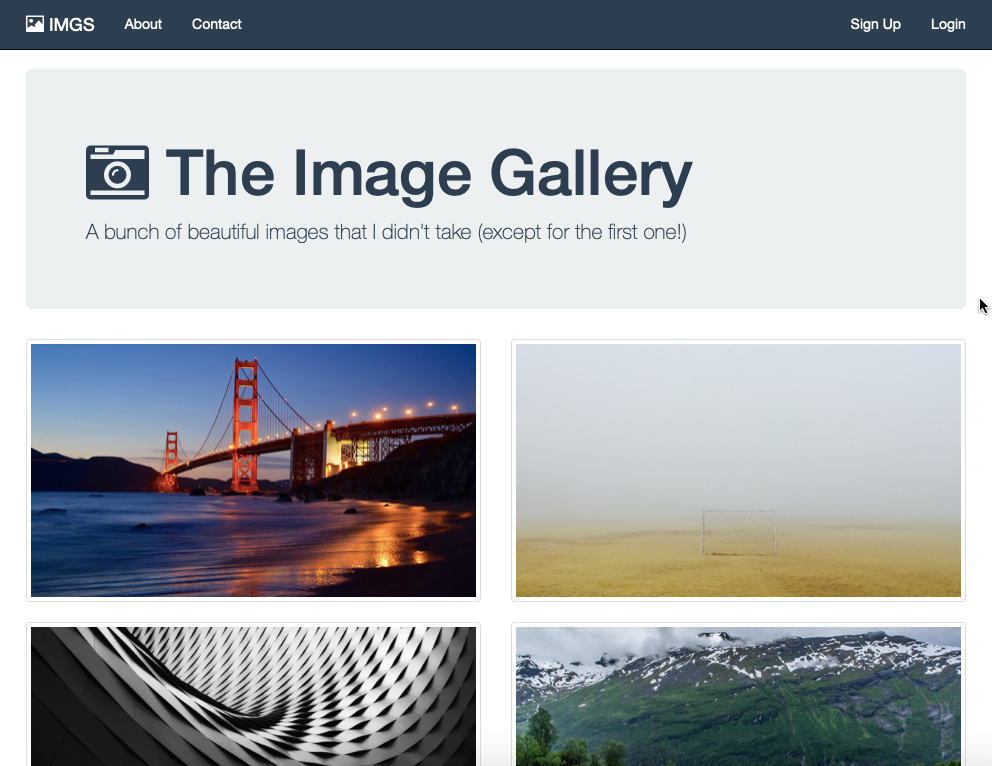 IMGS About Contact Sign Up Login
The Image Gallery
A bunch of beautiful images that I didn't take (except for the first one!)